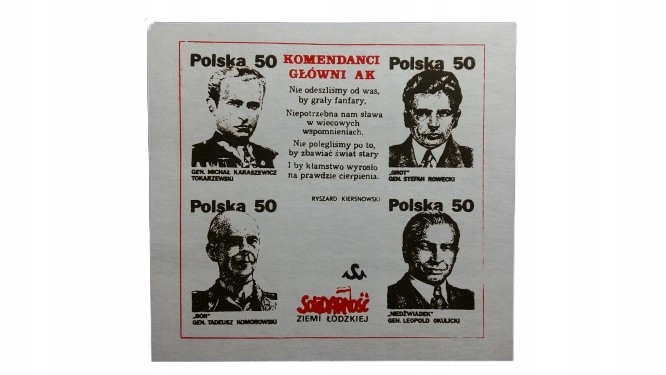 Polska 50
GEN. MICHAŁ KARASZEWICZ
TOKARZEWSKI
KOMENDANCI
GŁÓWNI AK
Nie odeszliśmy od was,
by grały fanfary,
Niepotrzebna nam sława
w wiecowych
wspomnieniach.
Nie polegliśmy po to,
by zbawiać świat stary
I by kłamstwo wyrosło
na prawdzie cierpienia.
RYSZARD KIERSNOWSKI
Polska 50
„GROT"
GEN. STEFAN ROWECKI
Polska 50
„BÓR"
GEN. TADEUSZ KOMOROWSKI
SOLIDARNOŚĆ
ZIEMI ŁÓDZKIEJ
Polska 50
„NIEDŹWIADEK"
GEN. LEOPOLD OKULICKI